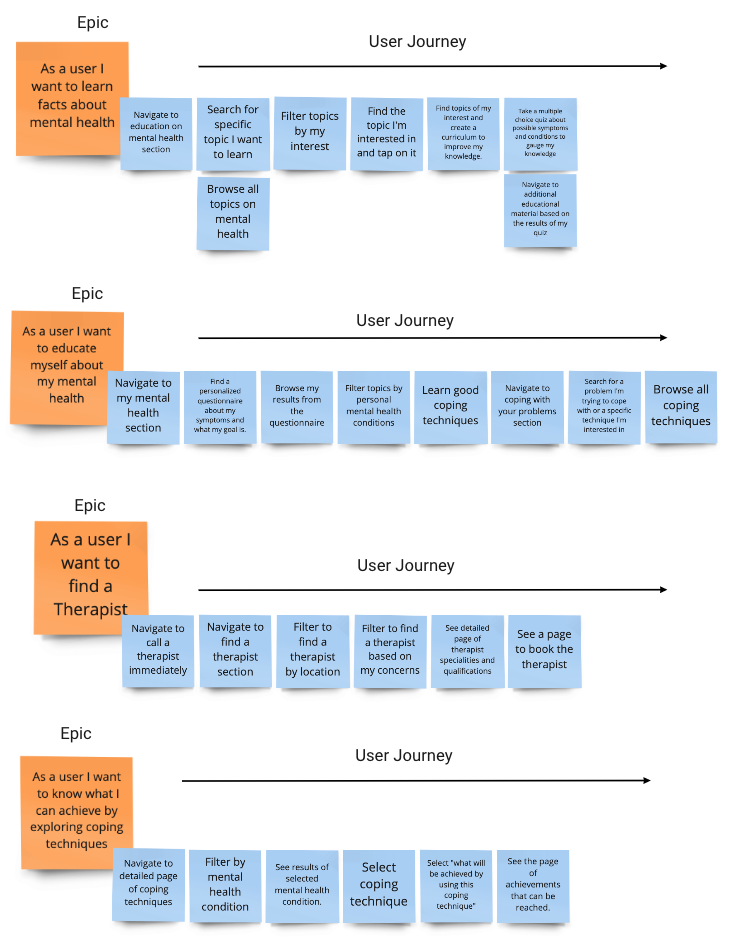 Epic
User Journey
As a user I
want to learn
facts about
mental health
Navigate to
education on
mental health
section
Search for
specific
topic I want
to learn
Filter topics
by my
interest
Find the
topic I'm
interested in
and tap on it
Find topics of my
interest and
create a
curriculum to
improve my
knowledge.
Take a multiple
choice quiz about
possible symptoms
and conditions to
gauge my
knowledge
Browse all
topics on
mental
health
Navigate to
additional
educational
material based on
the results of my
quiz
Epic
User Journey
As a user I want
to educate
myself about
my mental
health
Navigate to
my mental
health
section
Find a
personalized
questionnaire
about my
symptoms and
what my goal is.
Browse my
results from
the
questionnaire
Filter topics by
personal
mental health
conditions
Learn good
coping
techniques
Navigate to
coping with
your problems
section
Search for a
problem I'm
trying to cope
with or a specific
technique I'm
interested in
Browse all
coping
techniques
Epic
User Journey
As a user I
want to
find a
Therapist
Navigate to
call a
therapist
immediately
Navigate to
find a
therapist
section
Filter to
find a
therapist
by location
Filter to find
a therapist
based on
my concerns
See detailed
page of
therapist
specialities and
qualifications
See a page
to book the
therapist
Epic
User Journey
As a user I want
to know what I
can achieve by
exploring coping
techniques
Navigate to
detailed page
of coping
techniques
Filter by
mental
health
condition
See results of
selected
mental health
condition.
Select
coping
technique
Select "what will
be achieved by
using this
coping
technique"
See the page
of
achievements
that can be
reached.